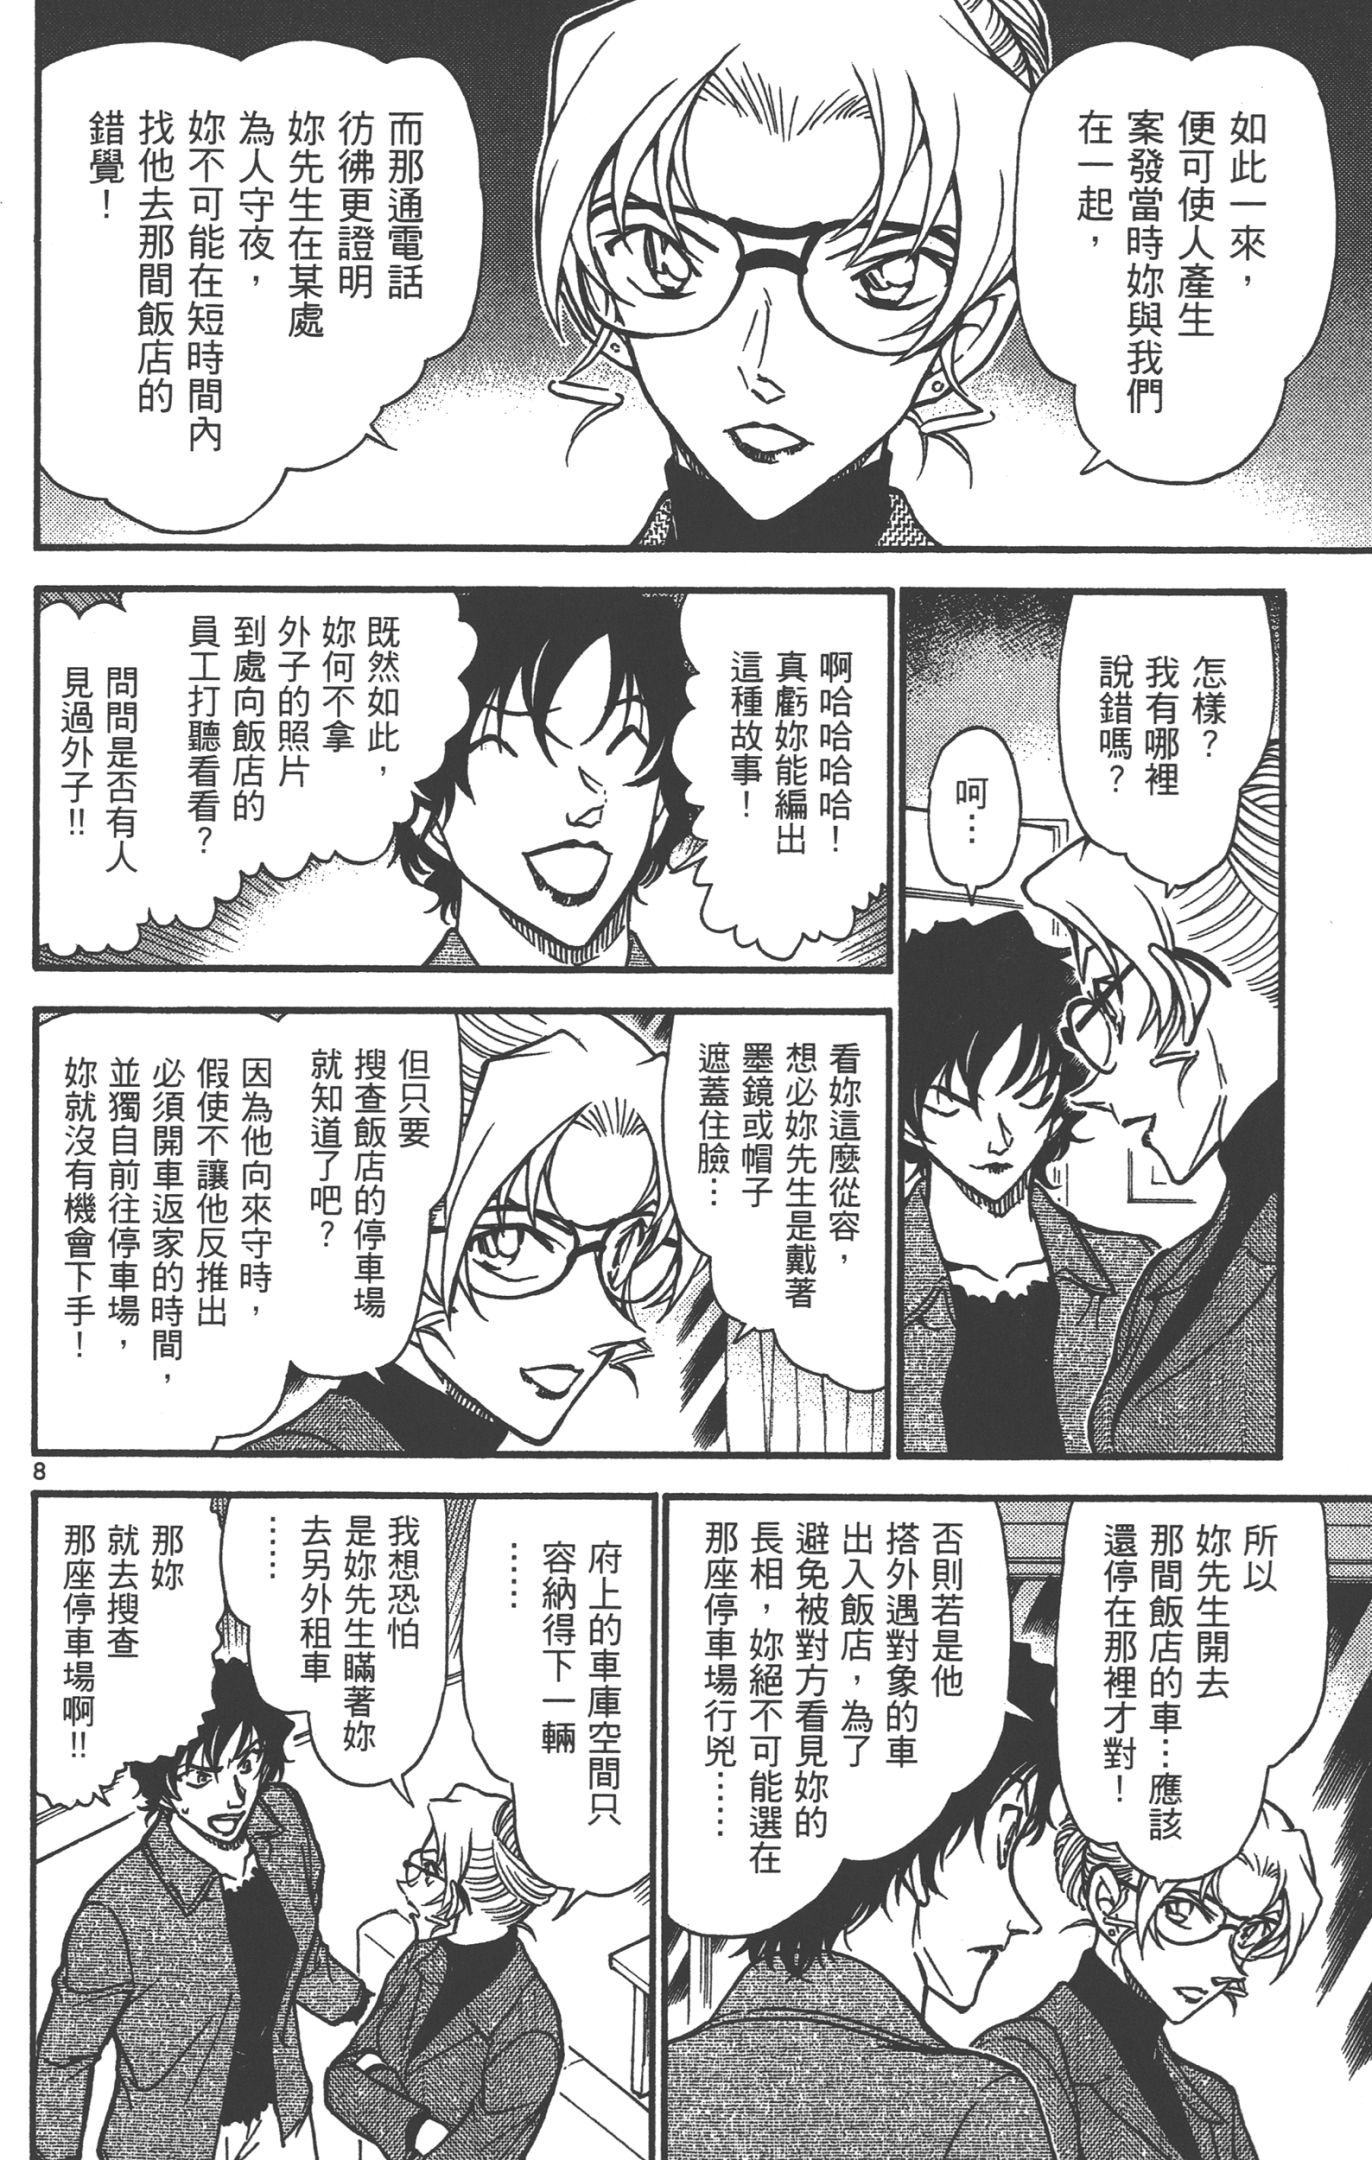 如此一來，
便可使人產生
案發當時妳與我們
在一起，
而那通電話
彷彿更證明
妳先生在某處
為人守夜，
妳不可能在短時間內
找他去那間飯店的
錯覺！
怎樣？
我有哪裡
說錯嗎？
呵…
啊哈哈哈哈！
真虧妳能編出
這種故事！
既然如此，
妳何不拿
外子的照片
到處向飯店的
員工打聽看看？
問問是否有人
見過外子!!
看妳這麼從容，
想必妳先生是戴著
墨鏡或帽子
遮蓋住臉…
但只要
搜查飯店的停車場
就知道了吧？
因為他向來守時，
假使不讓他反推出
必須開車返家的時間，
並獨自前往停車場，
妳就沒有機會下手！
8
所以
妳先生開去
那間飯店的車…應該
還停在那裡才對！
否則若是他
搭外遇對象的車
出入飯店，為了
避免被對方看見妳的
長相，妳絕不可能選在
那座停車場行兇……
府上的車庫空間只
容納得下一輛
……
我想恐怕
是妳先生瞞著妳
去另外租車
……
那妳
就去搜查
那座停車場啊!!